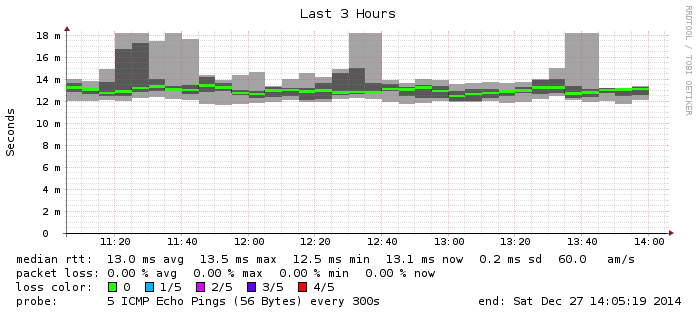 Last 3 Hours
RRDTOOL / TOBI OETIKER
Seconds
18 m
16 m
14 m
12 m
10 m
8 m
6 m
4 m
2 m
0
11:20 11:40 12:00 12:20 12:40 13:00 13:20 13:40 14:00
median rtt: 13.0 ms avg 13.5 ms max 12.5 ms min 13.1 ms now 0.2 ms sd 60.0 am/s
packet loss: 0.00 % avg 0.00 % max 0.00 % min 0.00 % now
loss color: 0 1/5 2/5 3/5 4/5
probe: 5 ICMP Echo Pings (56 Bytes) every 300s end: Sat Dec 27 14:05:19 2014